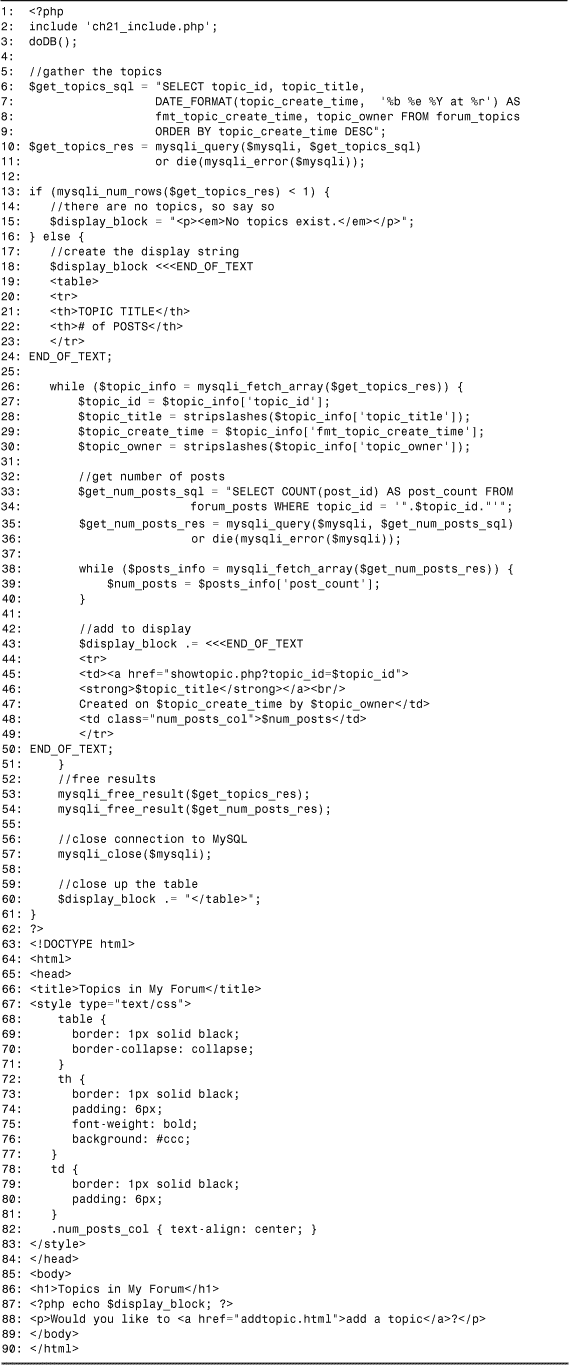 1: <?php
2: include 'ch21_include.php';
3: doDB();
4:
5: //gather the topics
6: $get_topics_sql = "SELECT topic_id, topic_title,
7: DATE_FORMAT(topic_create_time, '%b %e %Y at %r') AS
8: fmt_topic_create_time, topic_owner FROM forum_topics
9: ORDER BY topic_create_time DESC";
10: $get_topics_res = mysqli_query($mysqli, $get_topics_sql)
11: or die(mysqli_error($mysqli));
12:
13: if (mysqli_num_rows($get_topics_res) < 1) {
14: //there are no topics, so say so
15: $display_block = "<p><em>No topics exist.</em></p>";
16: } else {
17: //create the display string
18: $display_block <<<END_OF_TEXT
19: <table>
20: <tr>
21: <th>TOPIC TITLE</th>
22: <th># of POSTS</th>
23: </tr>
24: END_OF_TEXT;
25:
26: while ($topic_info = mysqli_fetch_array($get_topics_res)) {
27: $topic_id = $topic_info['topic_id'];
28: $topic_title = stripslashes($topic_info['topic_title']);
29: $topic_create_time = $topic_info['fmt_topic_create_time'];
30: $topic_owner = stripslashes($topic_info['topic_owner']);
31:
32: //get number of posts
33: $get_num_posts_sql = "SELECT COUNT(post_id) AS post_count FROM
34: forum_posts WHERE topic_id = '".$topic_id."'";
35: $get_num_posts_res = mysqli_query($mysqli, $get_num_posts_sql)
36: or die(mysqli_error($mysqli));
37:
38: while ($posts_info = mysqli_fetch_array($get_num_posts_res)) {
39: $num_posts = $posts_info['post_count'];
40: }
41:
42: //add to display
43: $display_block .= <<<END_OF_TEXT
44: <tr>
45: <td><a href="showtopic.php?topic_id=$topic_id">
46: <strong>$topic_title</strong></a><br/>
47: Created on $topic_create_time by $topic_owner</td>
48: <td class="num_posts_col">$num_posts</td>
49: </tr>
50: END_OF_TEXT;
51: }
52: //free results
53: mysqli_free_result($get_topics_res);
54: mysqli_free_result($get_num_posts_res);
55:
56: //close connection to MySQL
57: mysqli_close($mysqli);
58:
59: //close up the table
60: $display_block .= "</table>";
61: }
62: ?>
63: <!DOCTYPE html>
64: <html>
65: <head>
66: <title>Topics in My Forum</title>
67: <style type="text/css">
68: table {
69: border: 1px solid black;
70: border-collapse: collapse;
71: }
72: th {
73: border: 1px solid black;
74: padding: 6px;
75: font-weight: bold;
76: background: #ccc;
77: }
78: td {
79: border: 1px solid black;
80: padding: 6px;
81: }
82: .num_posts_col { text-align: center; }
83: </style>
84: </head>
85: <body>
86: <h1>Topics in My Forum</h1>
87: <?php echo $display_block; ?>
88: <p>Would you like to <a href="addtopic.html">add a topic</a>?</p>
89: </body>
90: </html>